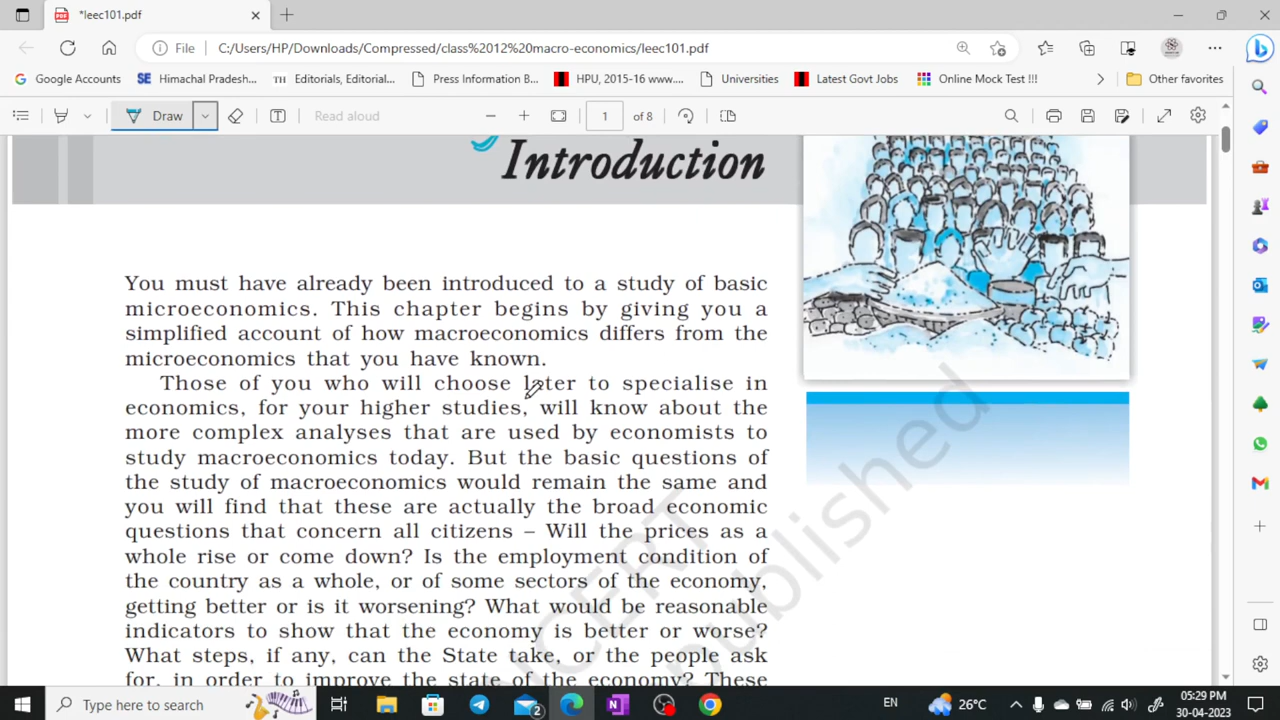 *leec101.pdf
File C:/Users/HP/Downloads/Compressed/class%2012%20macro-economics/leec101.pdf
Google Accounts SE Himachal Pradesh... TH Editorials, Editorial... Press Information B... HPU, 2015-16 www.... Universities Latest Govt Jobs Online Mock Test !!! Other favorites
Draw Read aloud 1 of 8
Introduction
You must have already been introduced to a study of basic
microeconomics. This chapter begins by giving you a
simplified account of how macroeconomics differs from the
microeconomics that you have known.
Those of you who will choose later to specialise in
economics, for your higher studies, will know about the
more complex analyses that are used by economists to
study macroeconomics today. But the basic questions of
the study of macroeconomics would remain the same and
you will find that these are actually the broad economic
questions that concern all citizens – Will the prices as a
whole rise or come down? Is the employment condition of
the country as a whole, or of some sectors of the economy,
getting better or is it worsening? What would be reasonable
indicators to show that the economy is better or worse?
What steps, if any, can the State take, or the people ask
for, in order to improve the state of the economy? These
NCERT
published
Type here to search 2 EN 26°C 05:29 PM
30-04-2023